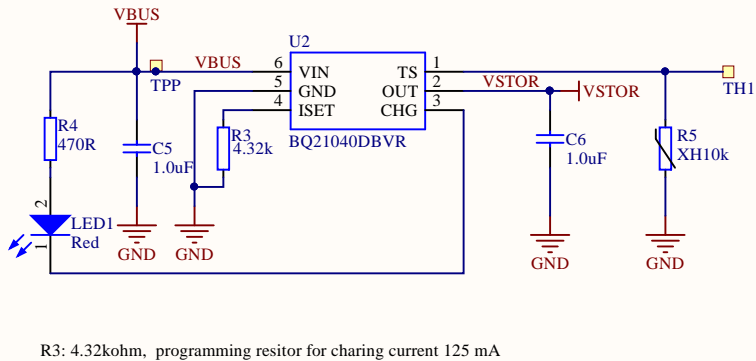 VBUS
VBUS
TPP
U2
6 VIN
5 GND
4 ISET
TS 1
OUT 2
CHG 3
BQ21040DBVR
VSTOR
VSTOR
TH1
R4
470R
C5
1.0uF
R3
4.32k
C6
1.0uF
R5
XH10k
2
LED1
Red
1
GND
GND
GND
GND
R3: 4.32kohm, programming resitor for charing current 125 mA